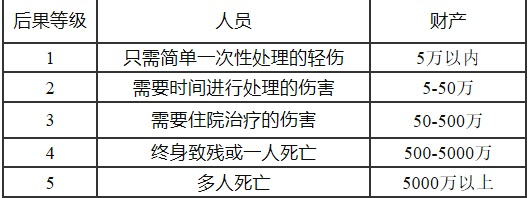 后果等级 人员 财产
1 只需简单一次性处理的轻伤 5万以内
2 需要时间进行处理的伤害 5-50万
3 需要住院治疗的伤害 50-500万
4 终身致残或一人死亡 500-5000万
5 多人死亡 5000万以上